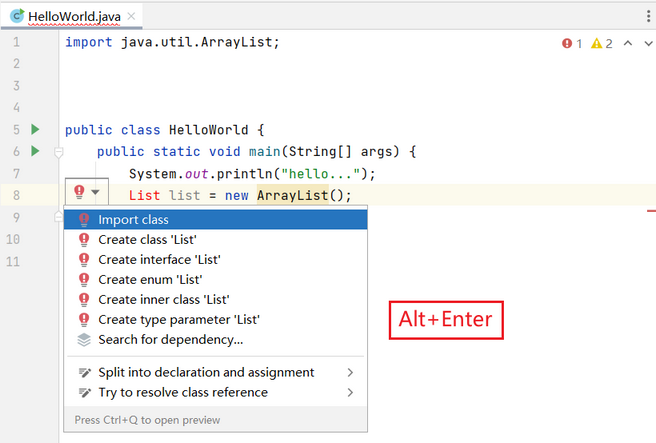 HelloWorld.java
1 import java.util.ArrayList; 1 2
2
3
4
5 public class HelloWorld {
6 public static void main(String[] args) {
7 System.out.println("hello...");
8 List list = new ArrayList();
9
10
11
Import class
Create class 'List'
Create interface 'List'
Create enum 'List'
Create inner class 'List'
Create type parameter 'List'
Search for dependency...
Split into declaration and assignment
Try to resolve class reference
Press Ctrl+Q to open preview
Alt+Enter